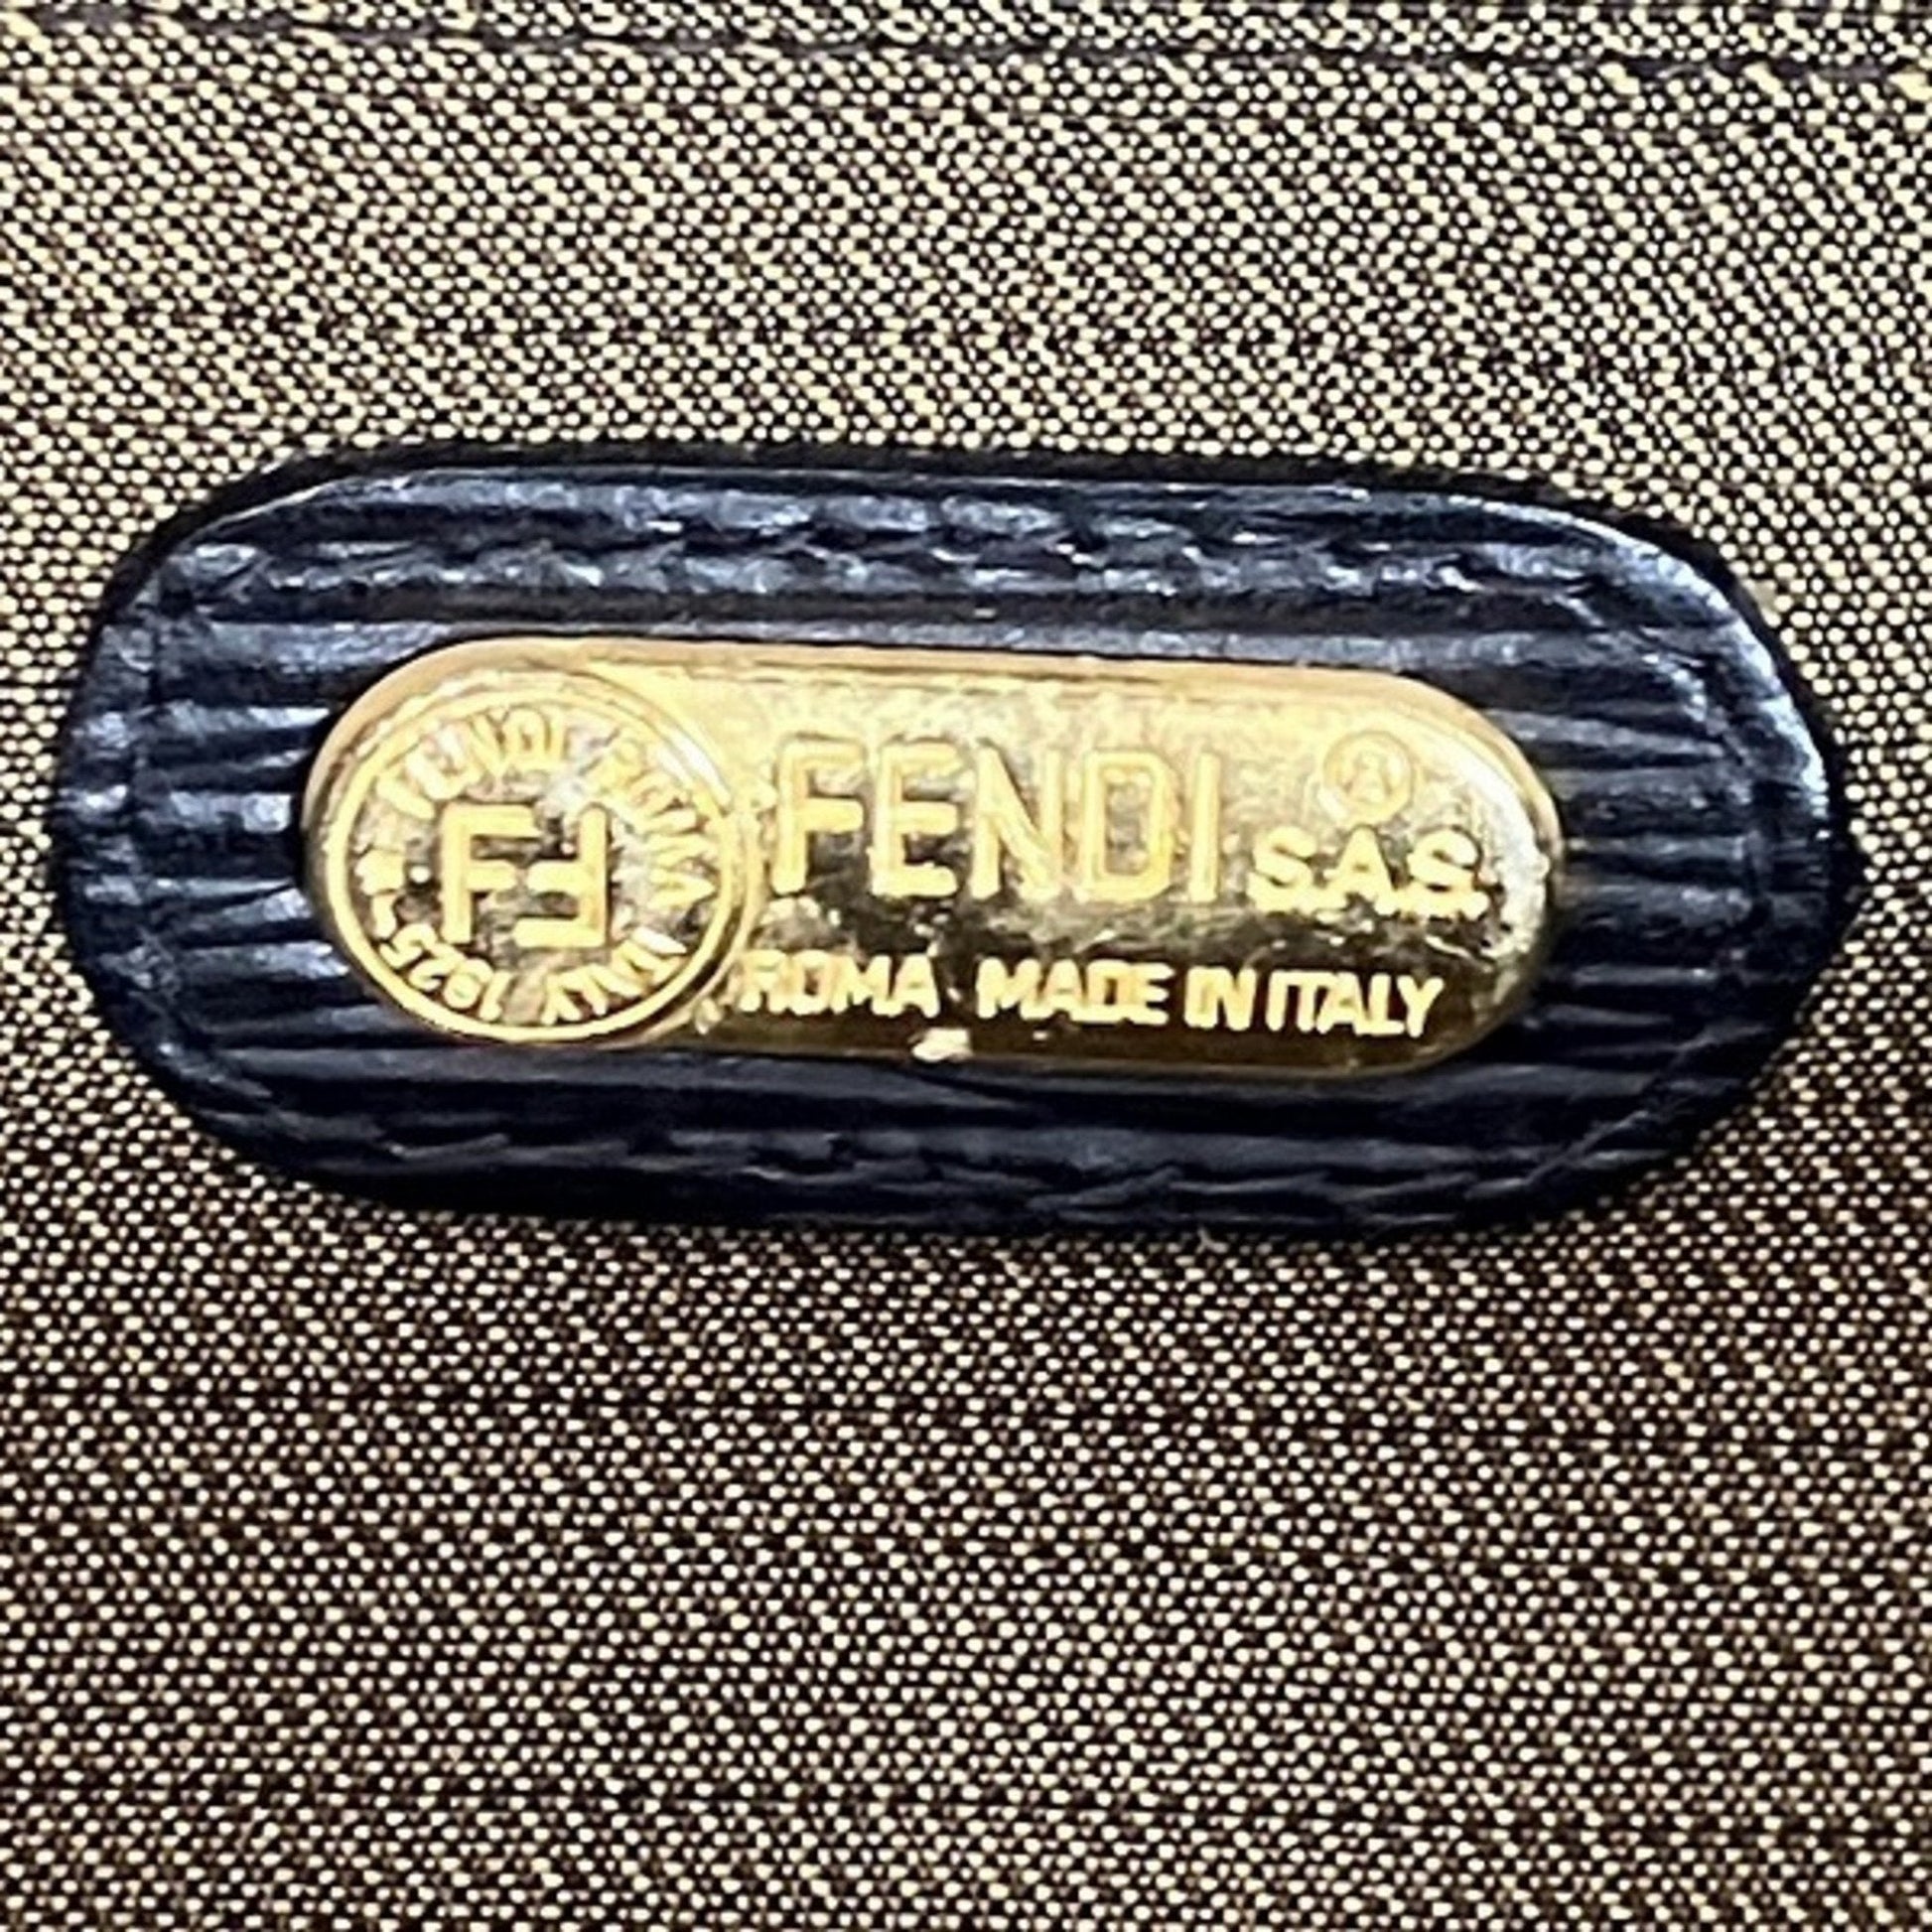 FENDI ROMA
ITALY 1925
FF
FENDI S.A.S. ®
ROMA MADE IN ITALY